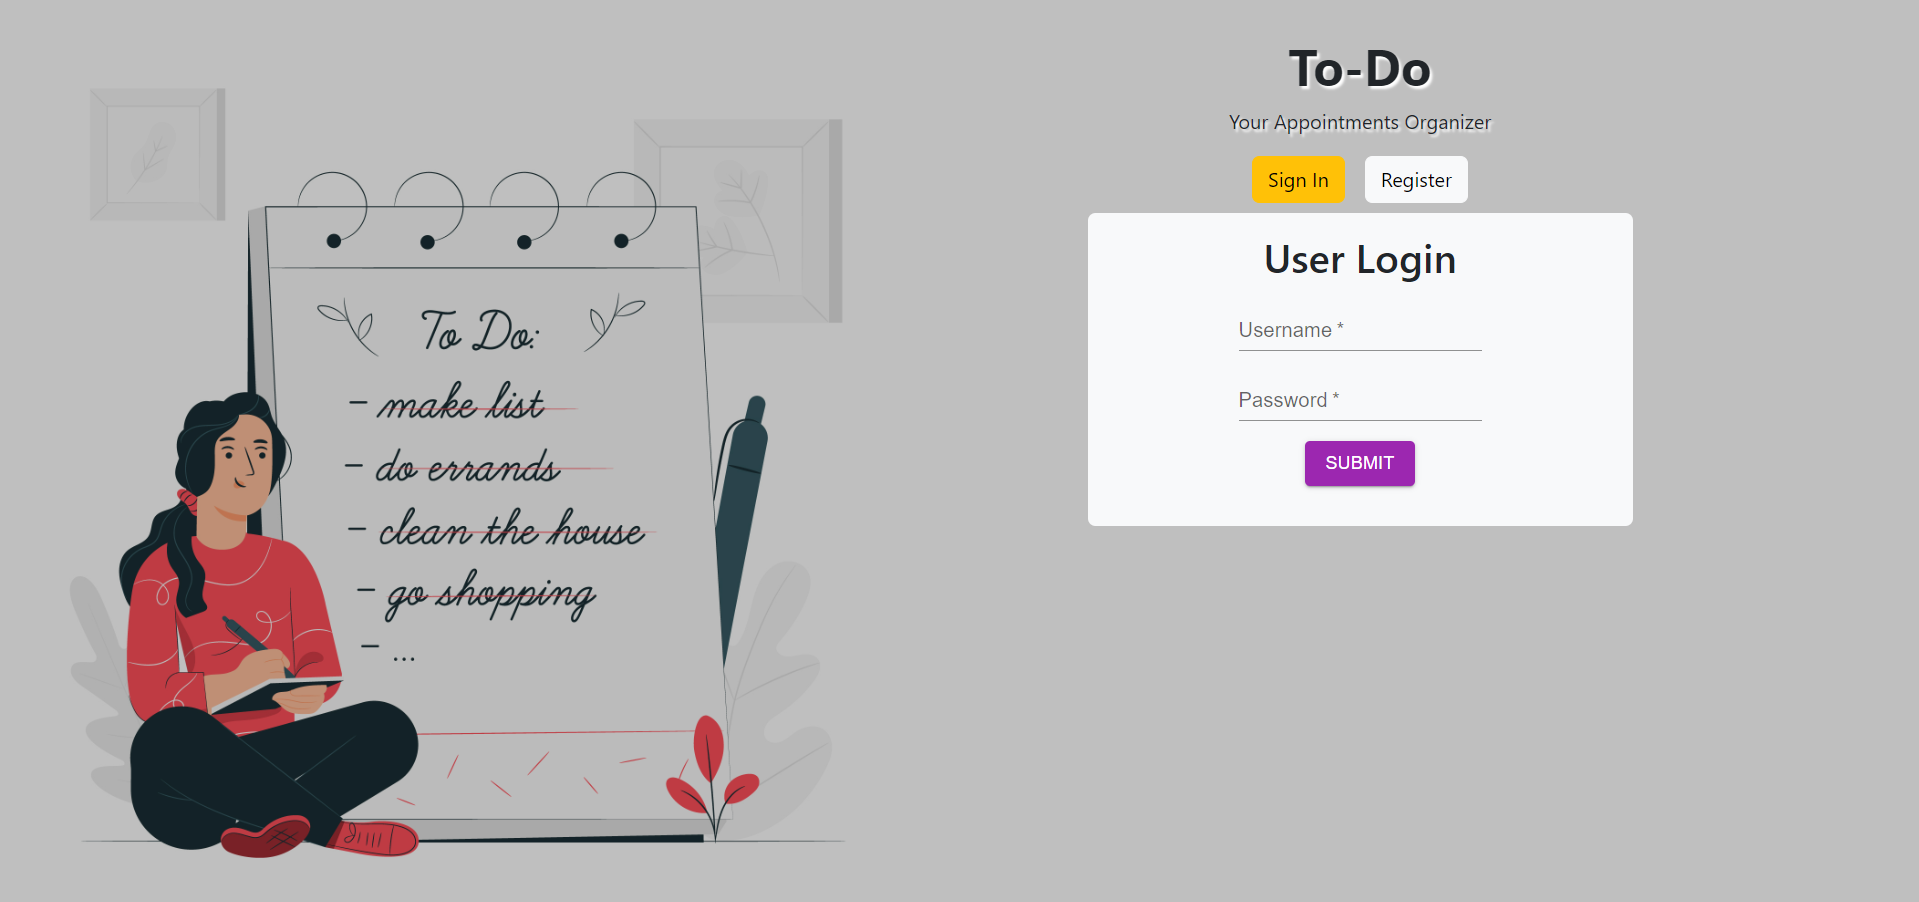 To Do:
– make list
– do errands
– clean the house
– go shopping
– ...
To-Do
Your Appointments Organizer
Sign In
Register
User Login
Username *
Password *
SUBMIT